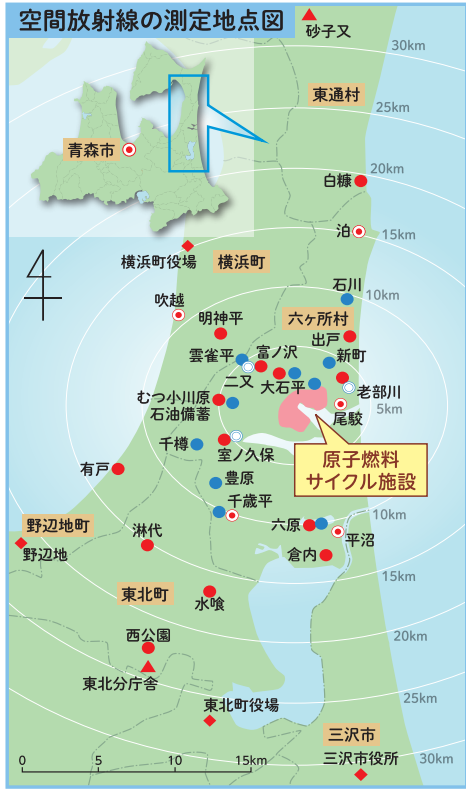 空間放射線の測定地点図
砂子又
30km
東通村
25km
青森市
20km
白糠
泊
15km
横浜町役場
横浜町
石川
10km
吹越
六ヶ所村
明神平
出戸
雲雀平
富ノ沢
新町
二又
大石平
老部川
むつ小川原
石油備蓄
尾駮
5km
千樽
室ノ久保
原子燃料
サイクル施設
有戸
豊原
千歳平
野辺地町
野辺地
淋代
六原
10km
平沼
倉内
東北町
水喰
15km
西公園
20km
東北分庁舎
東北町役場
25km
三沢市
三沢市役所
30km
0
5
10
15km